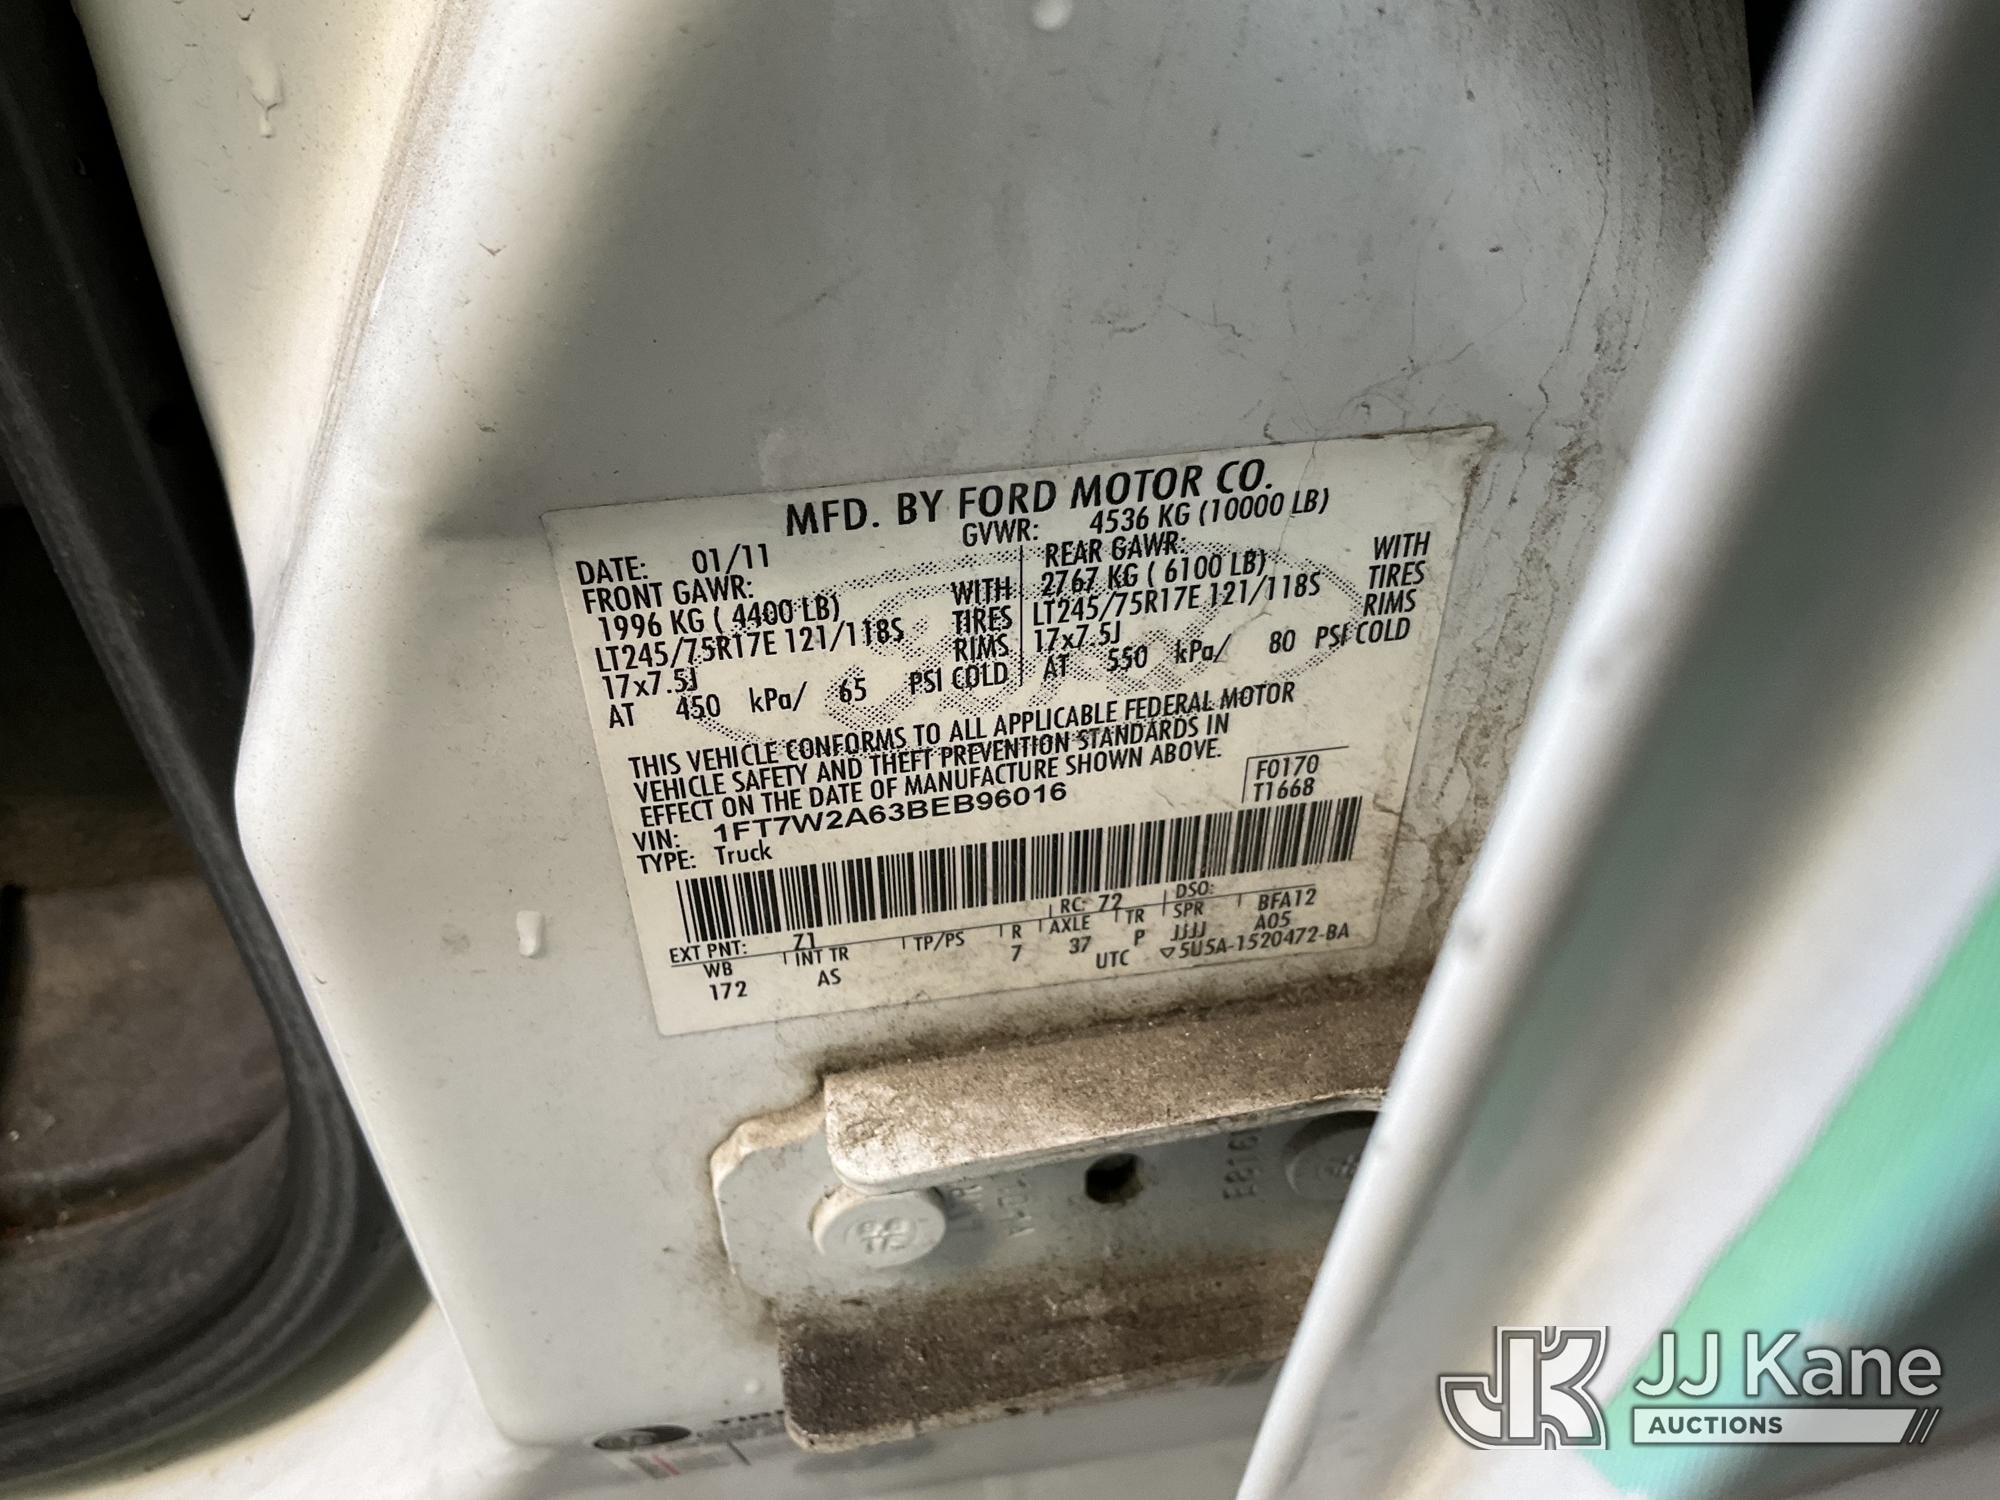 MFD. BY FORD MOTOR CO.
DATE: 01/11 GVWR: 4536 KG (10000 LB)
FRONT GAWR: REAR GAWR:
1996 KG ( 4400 LB) WITH 2767 KG ( 6100 LB) WITH
LT245/75R17E 121/118S TIRES LT245/75R17E 121/118S TIRES
17x7.5J RIMS 17x7.5J RIMS
AT 450 kPa/ 65 PSI COLD AT 550 kPa/ 80 PSI COLD
THIS VEHICLE CONFORMS TO ALL APPLICABLE FEDERAL MOTOR
VEHICLE SAFETY AND THEFT PREVENTION STANDARDS IN
EFFECT ON THE DATE OF MANUFACTURE SHOWN ABOVE.
VIN: 1FT7W2A63BEB96016 F0170
TYPE: Truck T1668
EXT PNT: Z1 RC: 72 DSO:
WB INT TR TP/PS R AXLE TR SPR BFA12
172 AS 7 37 P JJJJ A05
UTC ▽5U5A-1520472-BA
JK JJ Kane
AUCTIONS